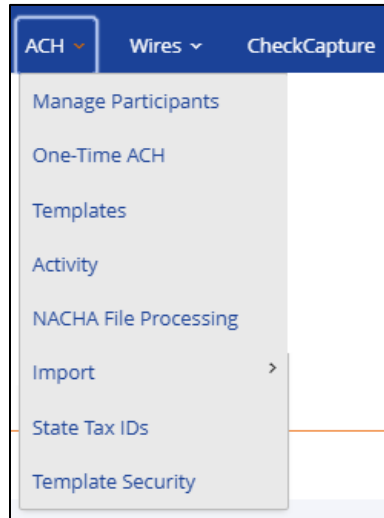 ACH Wires CheckCapture
Manage Participants
One-Time ACH
Templates
Activity
NACHA File Processing
Import
State Tax IDs
Template Security